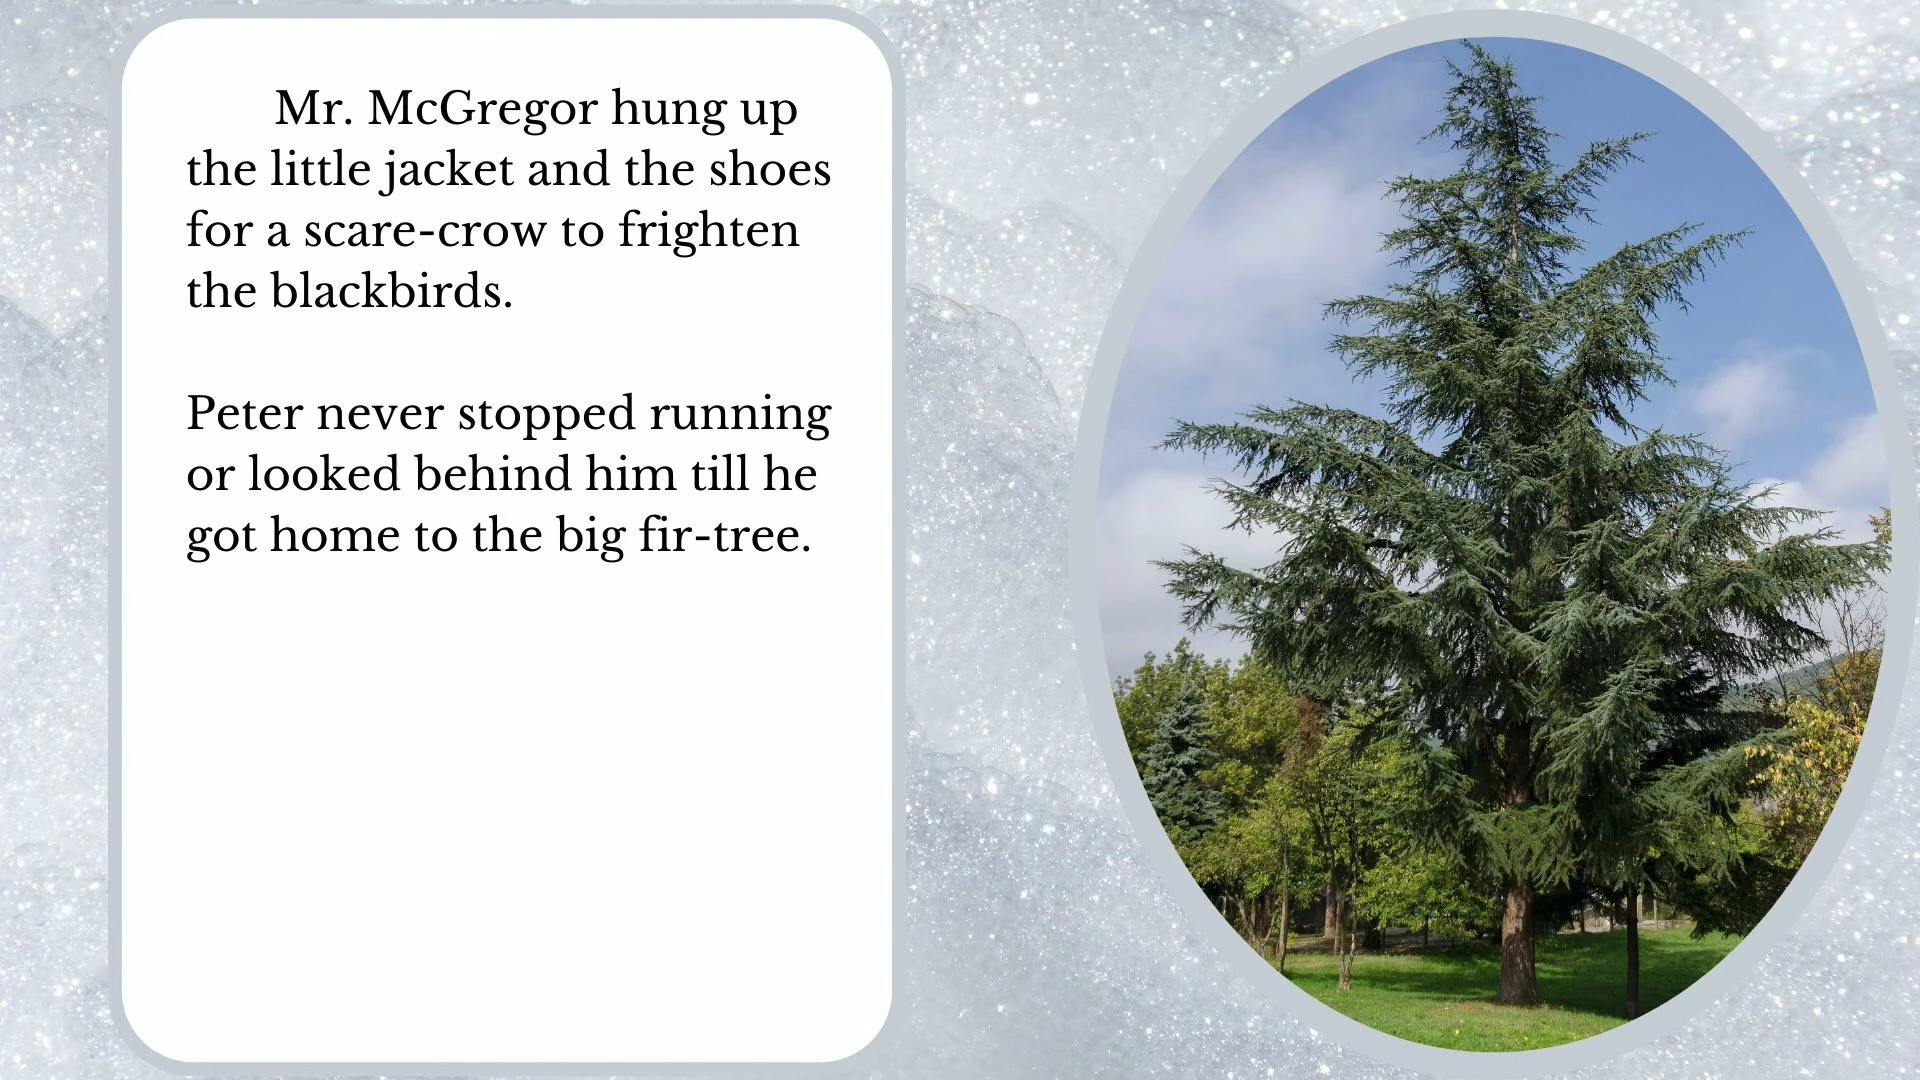 Mr. McGregor hung up
the little jacket and the shoes
for a scare-crow to frighten
the blackbirds.
Peter never stopped running
or looked behind him till he
got home to the big fir-tree.